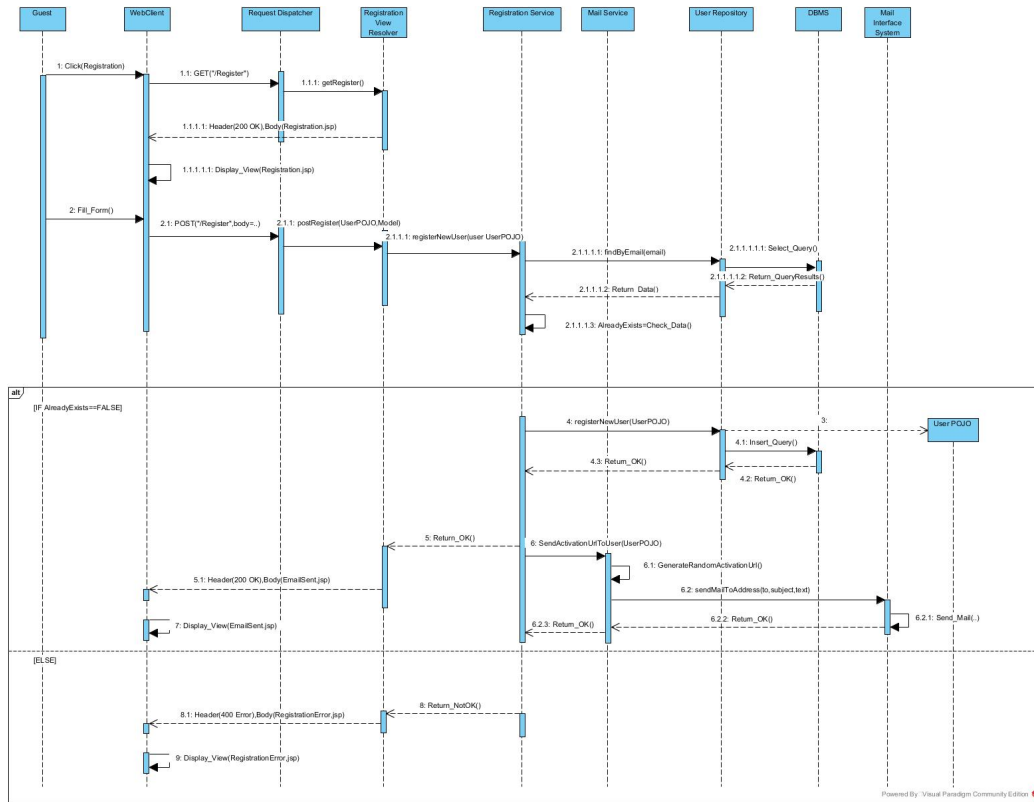 Guest
WebClient
Request Dispatcher
Registration
View
Resolver
Registration Service
Mail Service
User Repository
DBMS
Mail
Interface
System
1: Click(Registration)
1.1: GET("/Register")
1.1.1: getRegister()
1.1.1.1: Header(200 OK),Body(Registration.jsp)
1.1.1.1.1: Display_View(Registration.jsp)
2: Fill_Form()
2.1: POST("/Register",body=..)
2.1.1: postRegister(UserPOJO,Model)
2.1.1.1: registerNewUser(user UserPOJO)
2.1.1.1.1: findByEmail(email)
2.1.1.1.1.1: Select_Query()
2.1.1.1.1.2: Return_QueryResults()
2.1.1.1.2: Return_Data()
2.1.1.1.3: AlreadyExists=Check_Data()
alt
[IF AlreadyExists==FALSE]
4: registerNewUser(UserPOJO)
3:
User POJO
4.1: Insert_Query()
4.3: Return_OK()
4.2: Return_OK()
5: Return_OK()
6: SendActivationUrlToUser(UserPOJO)
6.1: GenerateRandomActivationUrl()
5.1: Header(200 OK),Body(EmailSent.jsp)
6.2: sendMailToAddress(to,subject,text)
7: Display_View(EmailSent.jsp)
6.2.3: Return_OK()
6.2.2: Return_OK()
6.2.1: Send_Mail(..)
[ELSE]
8: Return_NotOK()
8.1: Header(400 Error),Body(RegistrationError.jsp)
9: Display_View(RegistrationError.jsp)
Powered By Visual Paradigm Community Edition